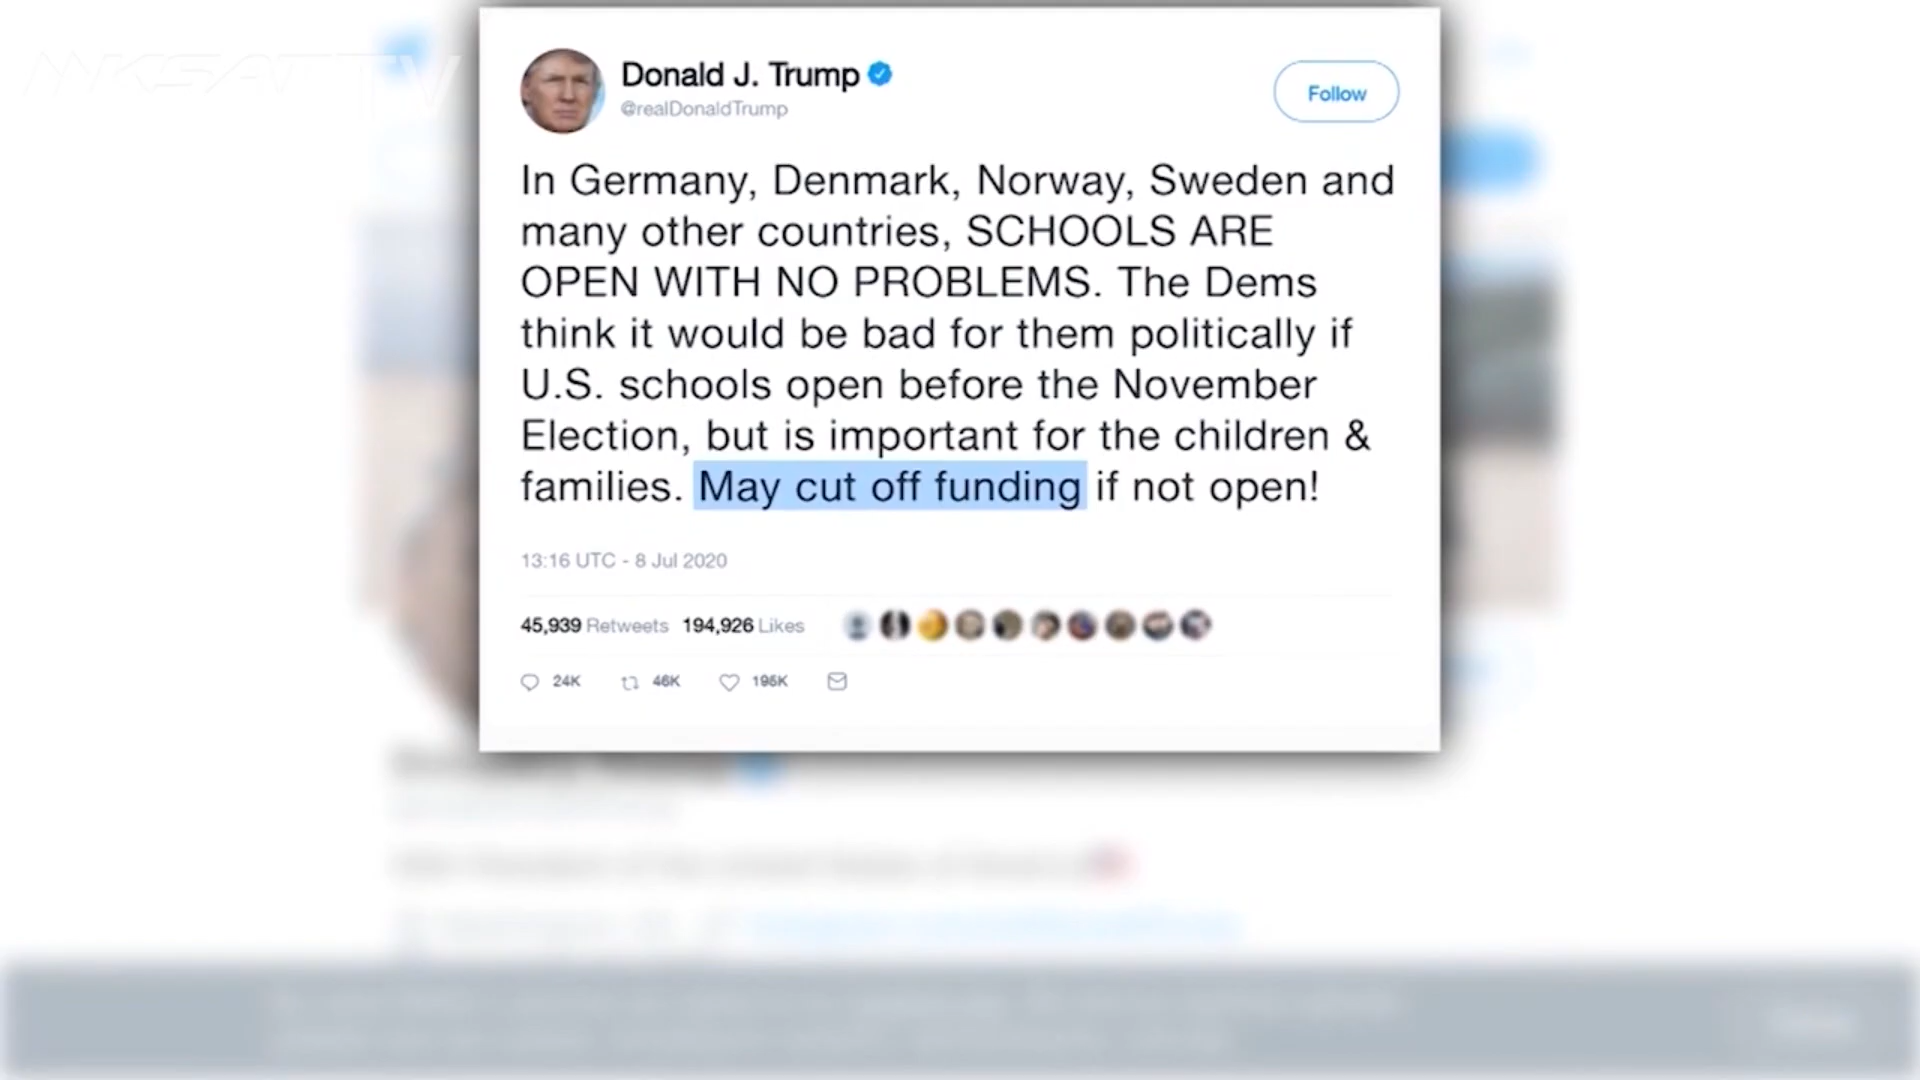 MKSAT TV
Donald J. Trump
@realDonaldTrump
Follow
In Germany, Denmark, Norway, Sweden and
many other countries, SCHOOLS ARE
OPEN WITH NO PROBLEMS. The Dems
think it would be bad for them politically if
U.S. schools open before the November
Election, but is important for the children &
families. May cut off funding if not open!
13:16 UTC - 8 Jul 2020
45,939 Retweets 194,926 Likes
24K 46K 195K